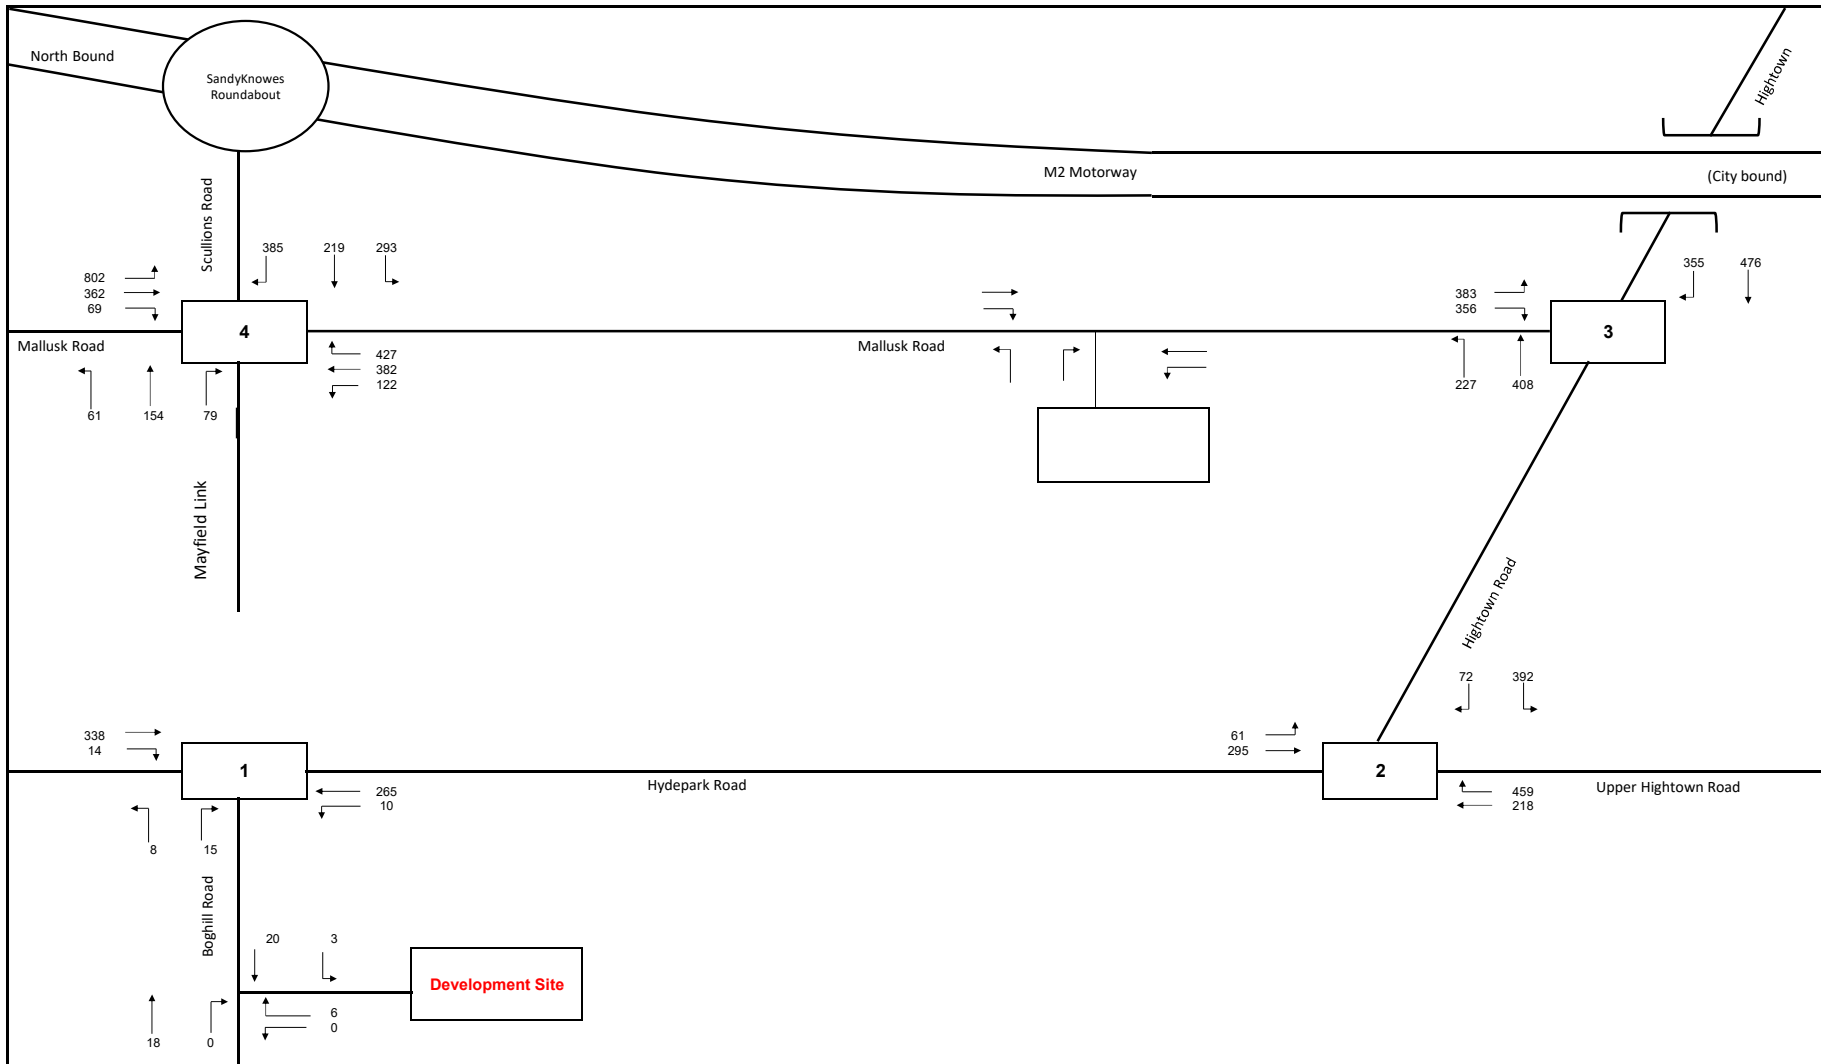 North Bound
SandyKnowes
Roundabout
Hightown
M2 Motorway
(City bound)
Scullions Road
385
219
293
802
362
69
4
Mallusk Road
427
382
122
61
154
79
Mallusk Road
383
356
355
476
3
227
408
Mayfield Link
Hightown Road
72
392
338
14
1
265
10
Hydepark Road
61
295
2
459
218
Upper Hightown Road
8
15
Boghill Road
20
3
Development Site
6
0
18
0